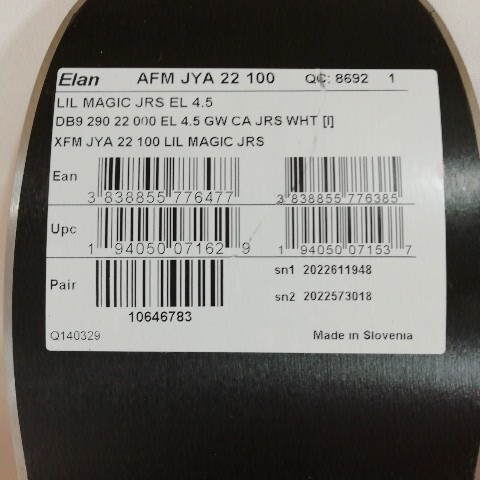 Elan AFM JYA 22 100 QC: 8692 1
LIL MAGIC JRS EL 4.5
DB9 290 22 000 EL 4.5 GW CA JRS WHT [I]
XFM JYA 22 100 LIL MAGIC JRS
Ean
3 838855 776477 3 838855 776385
Upc
1 94050 07162 9 1 94050 07153 7
Pair
sn1 2022611948
sn2 2022573018
10646783
Q140329 Made in Slovenia